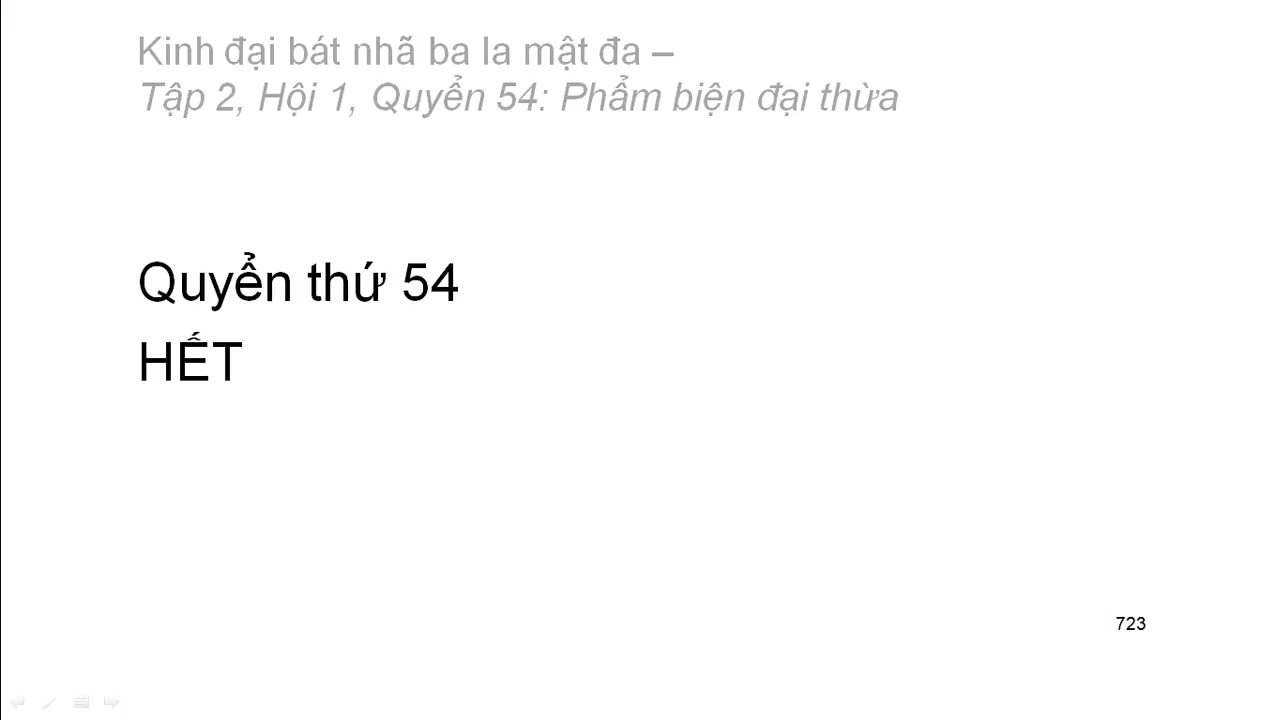 Kinh đại bát nhã ba la mật đa –
Tập 2, Hội 1, Quyển 54: Phẩm biện đại thừa
Quyển thứ 54
HẾT
723